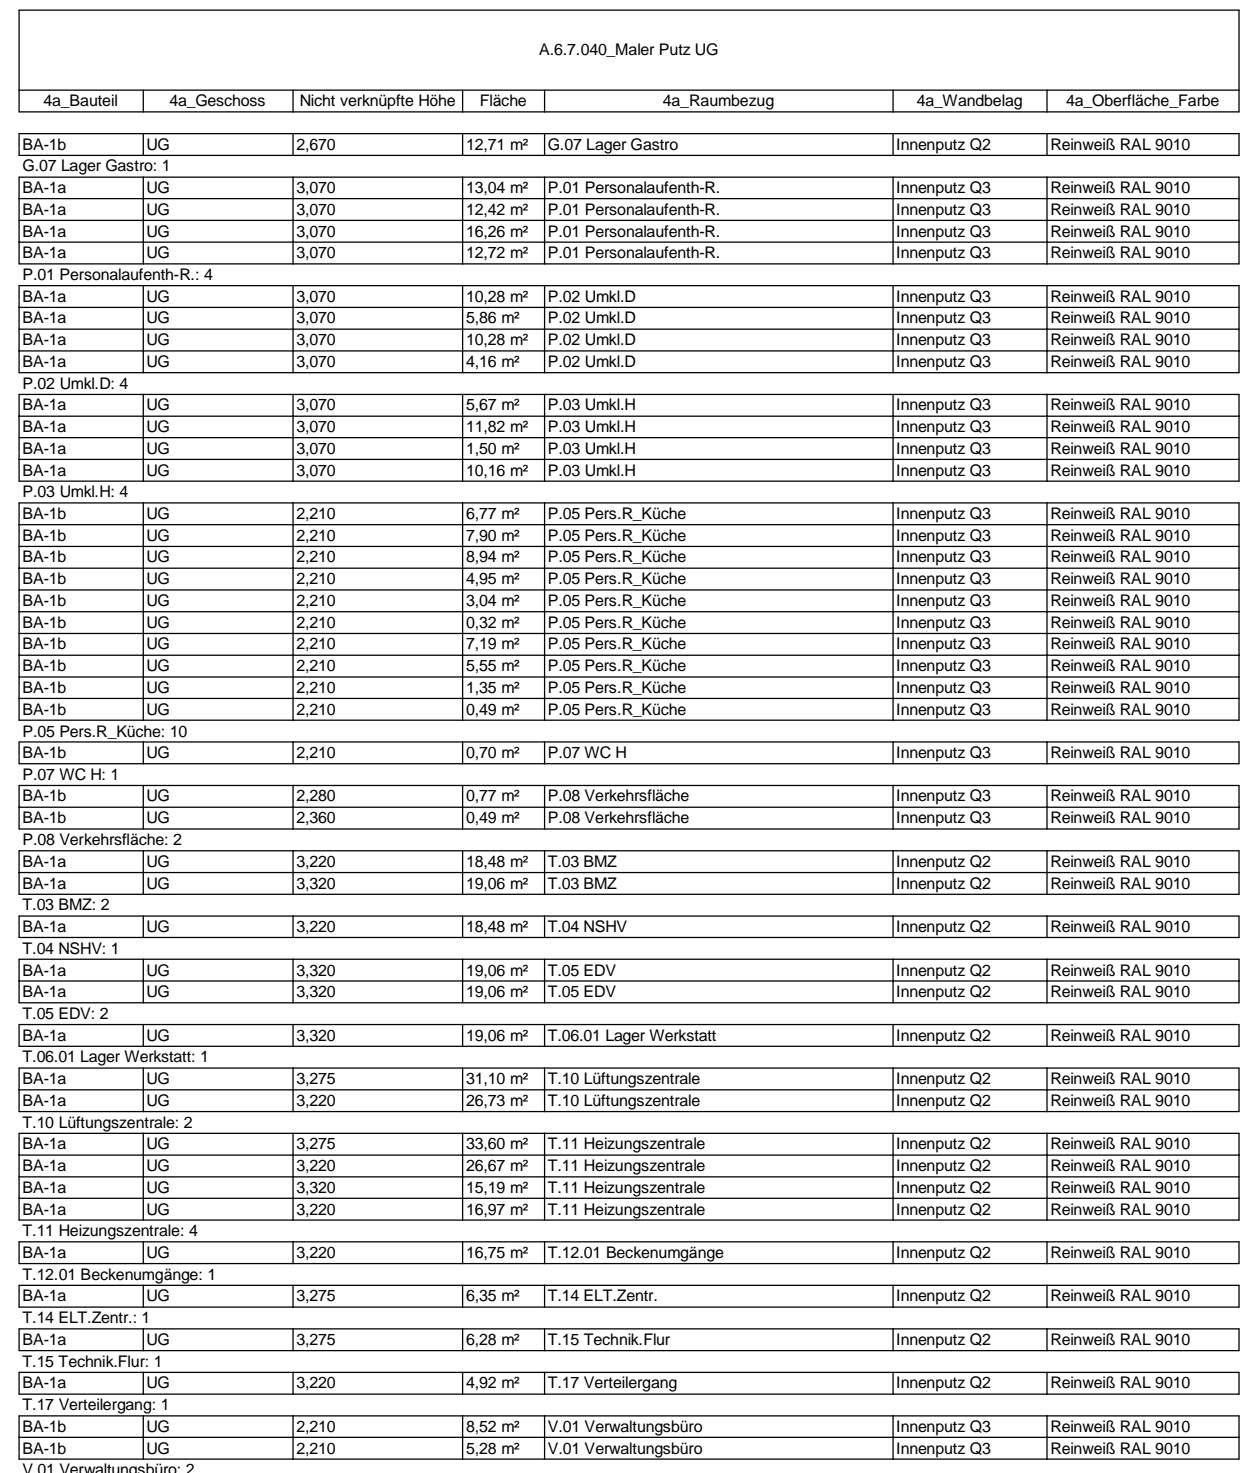 A.6.7.040_Maler Putz UG
4a_Bauteil 4a_Geschoss Nicht verknüpfte Höhe Fläche 4a_Raumbezug 4a_Wandbelag 4a_Oberfläche_Farbe
BA-1b UG 2,670 12,71 m² G.07 Lager Gastro Innenputz Q2 Reinweiß RAL 9010
G.07 Lager Gastro: 1
BA-1a UG 3,070 13,04 m² P.01 Personalaufenth-R. Innenputz Q3 Reinweiß RAL 9010
BA-1a UG 3,070 12,42 m² P.01 Personalaufenth-R. Innenputz Q3 Reinweiß RAL 9010
BA-1a UG 3,070 16,26 m² P.01 Personalaufenth-R. Innenputz Q3 Reinweiß RAL 9010
BA-1a UG 3,070 12,72 m² P.01 Personalaufenth-R. Innenputz Q3 Reinweiß RAL 9010
P.01 Personalaufenth-R.: 4
BA-1a UG 3,070 10,28 m² P.02 Umkl.D Innenputz Q3 Reinweiß RAL 9010
BA-1a UG 3,070 5,86 m² P.02 Umkl.D Innenputz Q3 Reinweiß RAL 9010
BA-1a UG 3,070 10,28 m² P.02 Umkl.D Innenputz Q3 Reinweiß RAL 9010
BA-1a UG 3,070 4,16 m² P.02 Umkl.D Innenputz Q3 Reinweiß RAL 9010
P.02 Umkl.D: 4
BA-1a UG 3,070 5,67 m² P.03 Umkl.H Innenputz Q3 Reinweiß RAL 9010
BA-1a UG 3,070 11,82 m² P.03 Umkl.H Innenputz Q3 Reinweiß RAL 9010
BA-1a UG 3,070 1,50 m² P.03 Umkl.H Innenputz Q3 Reinweiß RAL 9010
BA-1a UG 3,070 10,16 m² P.03 Umkl.H Innenputz Q3 Reinweiß RAL 9010
P.03 Umkl.H: 4
BA-1b UG 2,210 6,77 m² P.05 Pers.R_Küche Innenputz Q3 Reinweiß RAL 9010
BA-1b UG 2,210 7,90 m² P.05 Pers.R_Küche Innenputz Q3 Reinweiß RAL 9010
BA-1b UG 2,210 8,94 m² P.05 Pers.R_Küche Innenputz Q3 Reinweiß RAL 9010
BA-1b UG 2,210 4,95 m² P.05 Pers.R_Küche Innenputz Q3 Reinweiß RAL 9010
BA-1b UG 2,210 3,04 m² P.05 Pers.R_Küche Innenputz Q3 Reinweiß RAL 9010
BA-1b UG 2,210 0,32 m² P.05 Pers.R_Küche Innenputz Q3 Reinweiß RAL 9010
BA-1b UG 2,210 7,19 m² P.05 Pers.R_Küche Innenputz Q3 Reinweiß RAL 9010
BA-1b UG 2,210 5,55 m² P.05 Pers.R_Küche Innenputz Q3 Reinweiß RAL 9010
BA-1b UG 2,210 1,35 m² P.05 Pers.R_Küche Innenputz Q3 Reinweiß RAL 9010
BA-1b UG 2,210 0,49 m² P.05 Pers.R_Küche Innenputz Q3 Reinweiß RAL 9010
P.05 Pers.R_Küche: 10
BA-1b UG 2,210 0,70 m² P.07 WC H Innenputz Q3 Reinweiß RAL 9010
P.07 WC H: 1
BA-1b UG 2,280 0,77 m² P.08 Verkehrsfläche Innenputz Q3 Reinweiß RAL 9010
BA-1b UG 2,360 0,49 m² P.08 Verkehrsfläche Innenputz Q3 Reinweiß RAL 9010
P.08 Verkehrsfläche: 2
BA-1a UG 3,220 18,48 m² T.03 BMZ Innenputz Q2 Reinweiß RAL 9010
BA-1a UG 3,320 19,06 m² T.03 BMZ Innenputz Q2 Reinweiß RAL 9010
T.03 BMZ: 2
BA-1a UG 3,220 18,48 m² T.04 NSHV Innenputz Q2 Reinweiß RAL 9010
T.04 NSHV: 1
BA-1a UG 3,320 19,06 m² T.05 EDV Innenputz Q2 Reinweiß RAL 9010
BA-1a UG 3,320 19,06 m² T.05 EDV Innenputz Q2 Reinweiß RAL 9010
T.05 EDV: 2
BA-1a UG 3,320 19,06 m² T.06.01 Lager Werkstatt Innenputz Q2 Reinweiß RAL 9010
T.06.01 Lager Werkstatt: 1
BA-1a UG 3,275 31,10 m² T.10 Lüftungszentrale Innenputz Q2 Reinweiß RAL 9010
BA-1a UG 3,220 26,73 m² T.10 Lüftungszentrale Innenputz Q2 Reinweiß RAL 9010
T.10 Lüftungszentrale: 2
BA-1a UG 3,275 33,60 m² T.11 Heizungszentrale Innenputz Q2 Reinweiß RAL 9010
BA-1a UG 3,220 26,67 m² T.11 Heizungszentrale Innenputz Q2 Reinweiß RAL 9010
BA-1a UG 3,320 15,19 m² T.11 Heizungszentrale Innenputz Q2 Reinweiß RAL 9010
BA-1a UG 3,220 16,97 m² T.11 Heizungszentrale Innenputz Q2 Reinweiß RAL 9010
T.11 Heizungszentrale: 4
BA-1a UG 3,220 16,75 m² T.12.01 Beckenumgänge Innenputz Q2 Reinweiß RAL 9010
T.12.01 Beckenumgänge: 1
BA-1a UG 3,275 6,35 m² T.14 ELT.Zentr. Innenputz Q2 Reinweiß RAL 9010
T.14 ELT.Zentr.: 1
BA-1a UG 3,275 6,28 m² T.15 Technik.Flur Innenputz Q2 Reinweiß RAL 9010
T.15 Technik.Flur: 1
BA-1a UG 3,220 4,92 m² T.17 Verteilergang Innenputz Q2 Reinweiß RAL 9010
T.17 Verteilergang: 1
BA-1b UG 2,210 8,52 m² V.01 Verwaltungsbüro Innenputz Q3 Reinweiß RAL 9010
BA-1b UG 2,210 5,28 m² V.01 Verwaltungsbüro Innenputz Q3 Reinweiß RAL 9010
V.01 Verwaltungsbüro: 2